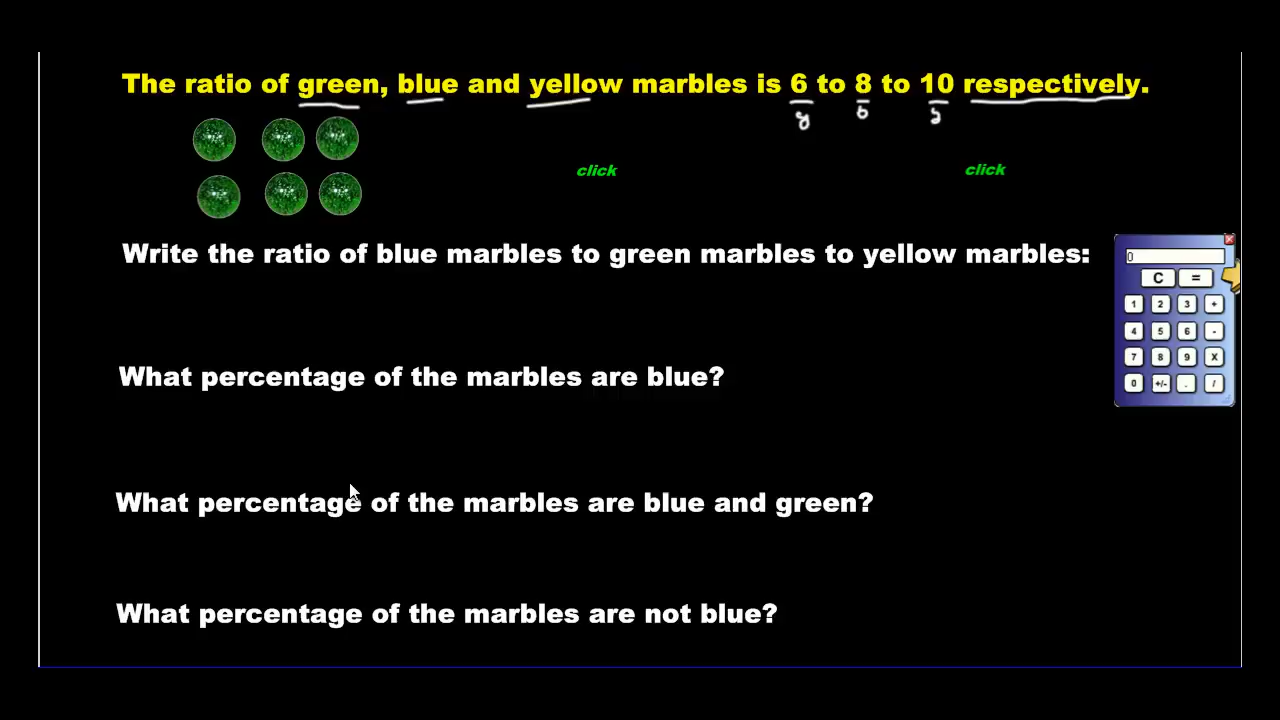 The ratio of green, blue and yellow marbles is 6 to 8 to 10 respectively.
g b y
click click
Write the ratio of blue marbles to green marbles to yellow marbles:
0
C =
1 2 3 +
4 5 6 -
7 8 9 X
0 +/- . /
What percentage of the marbles are blue?
What percentage of the marbles are blue and green?
What percentage of the marbles are not blue?